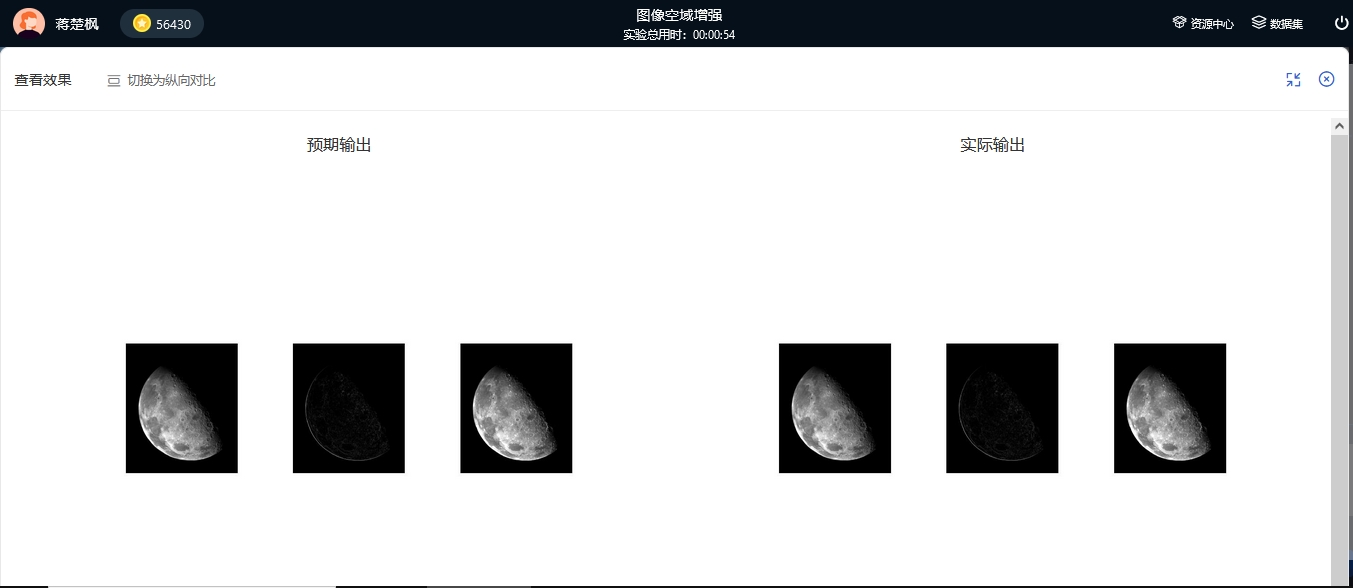 蒋楚枫
56430
图像空域增强
实验总用时：00:00:54
资源中心
数据集
查看效果
切换为纵向对比
预期输出
实际输出